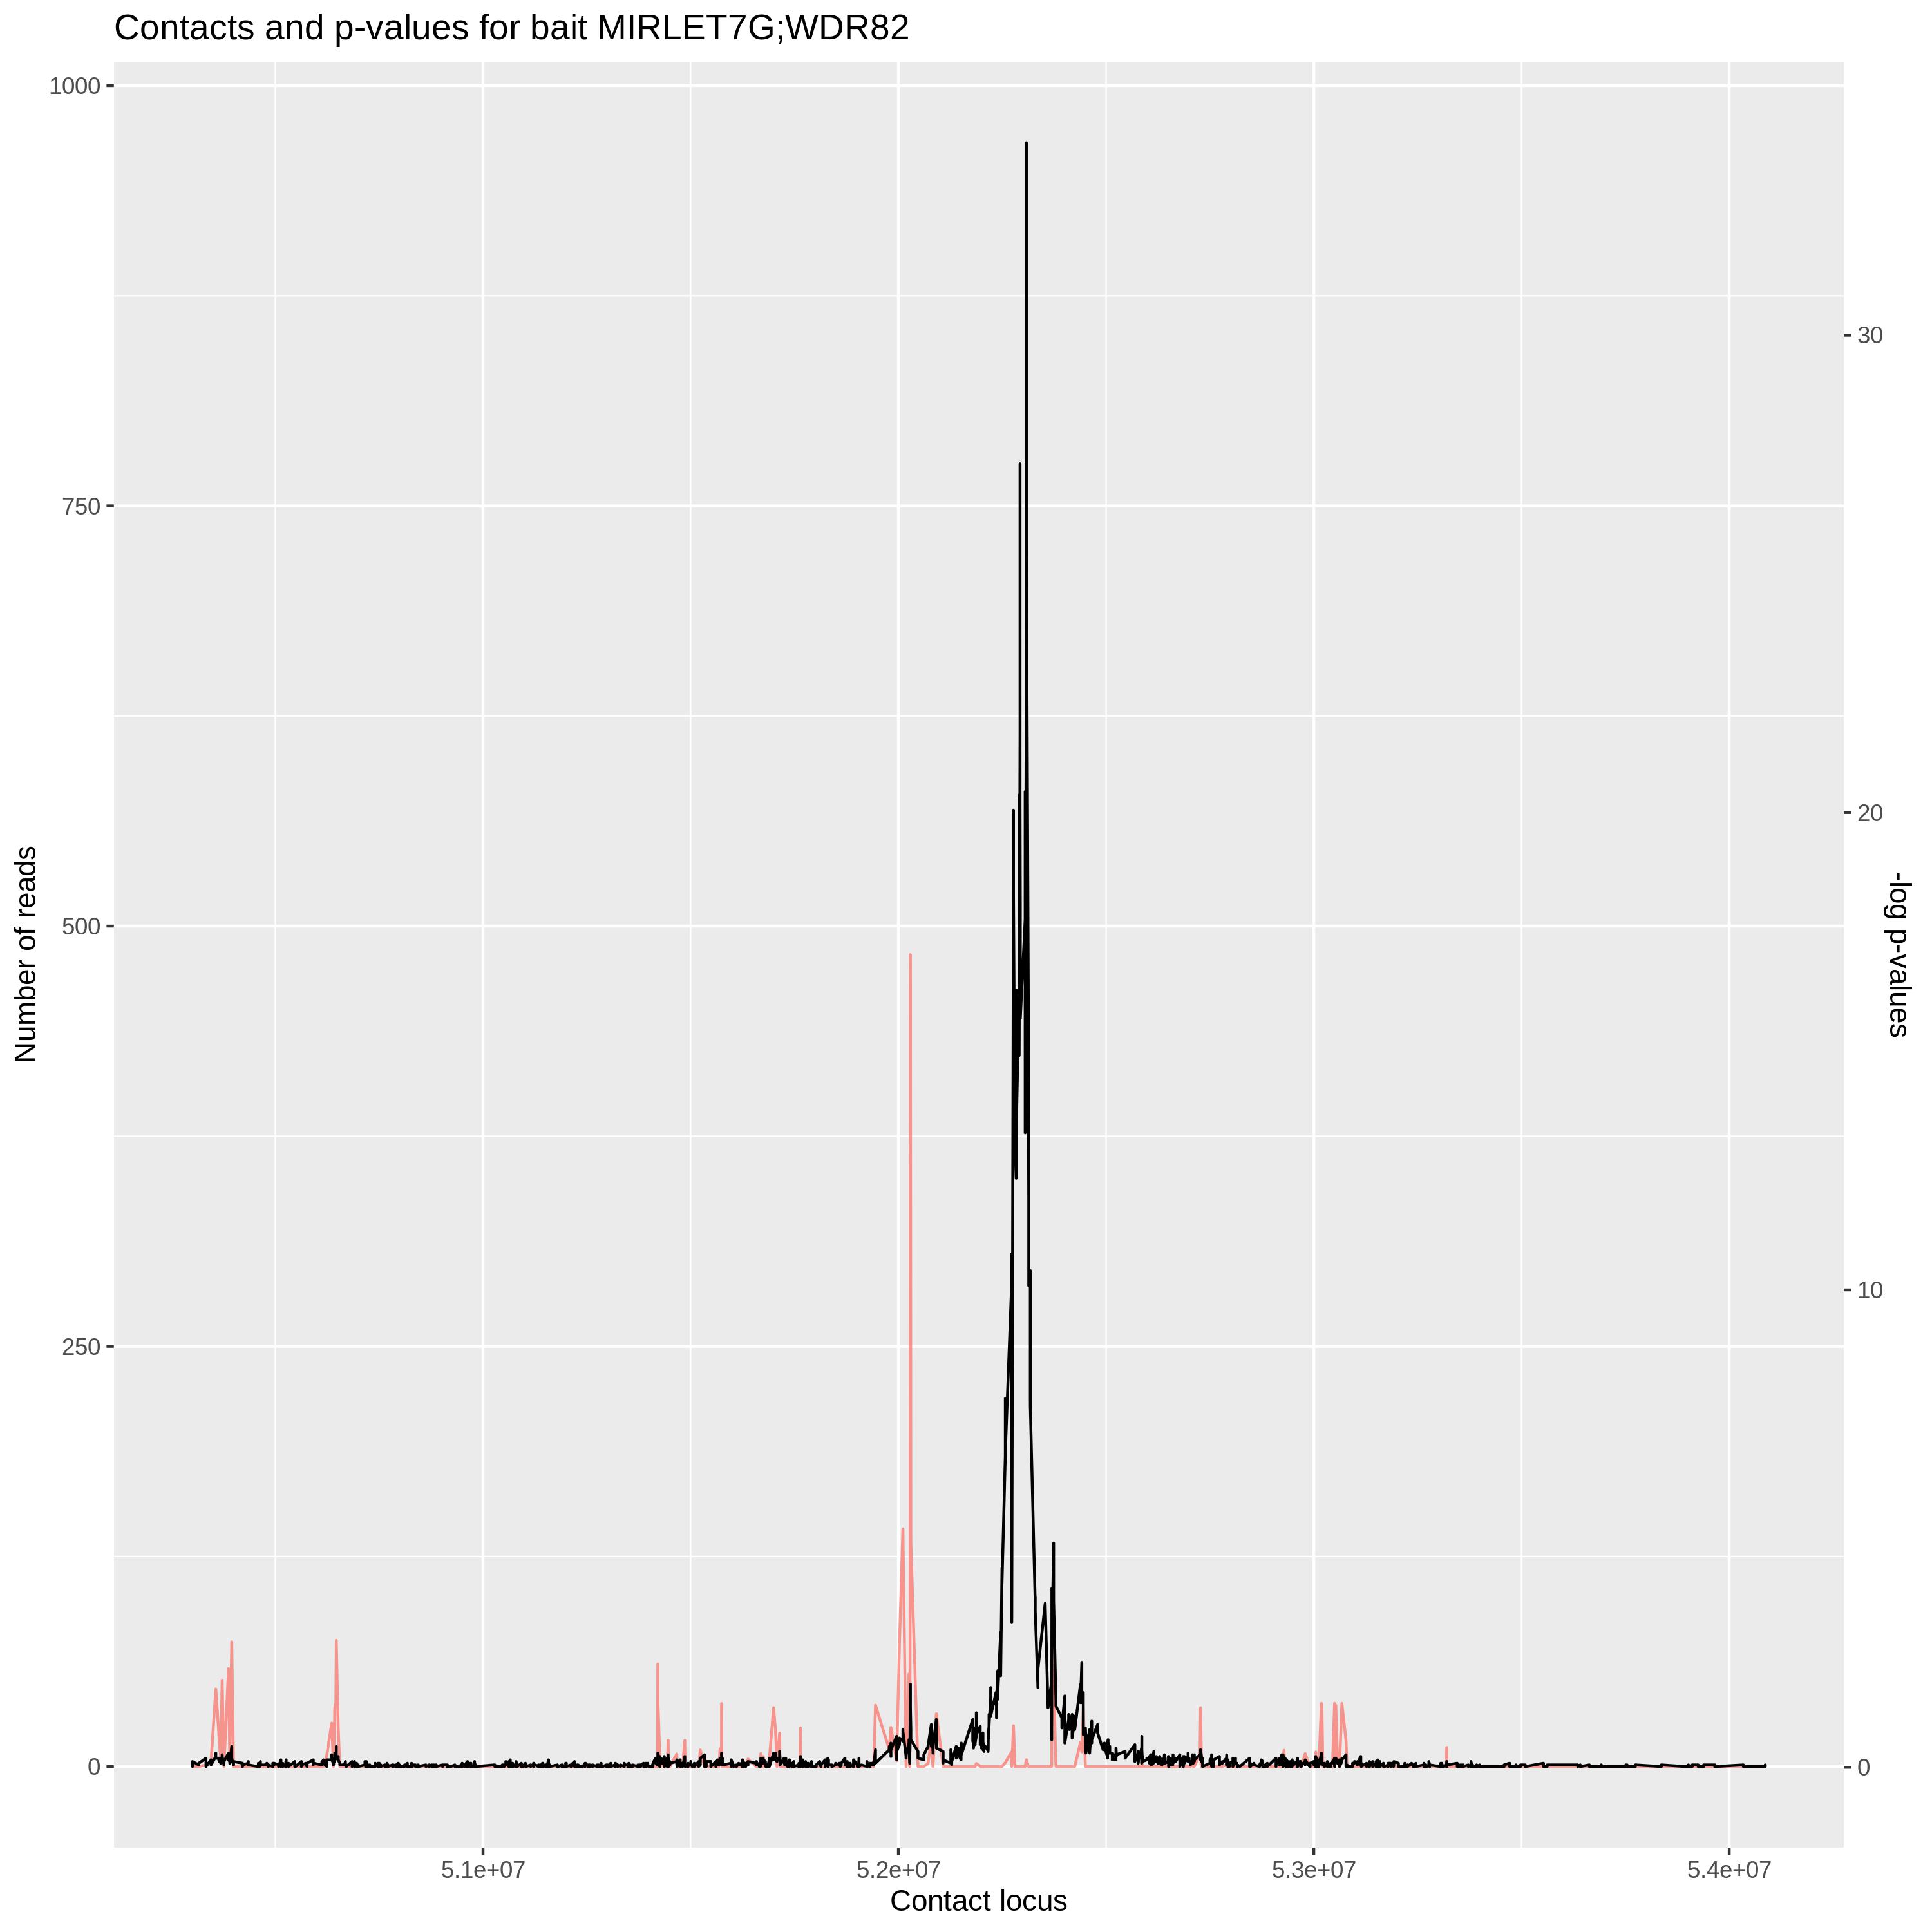 Contacts and p-values for bait MIRLET7G;WDR82
1000
750
500
250
0
Number of reads
30
20
10
0
-log p-values
5.1e+07
5.2e+07
5.3e+07
5.4e+07
Contact locus